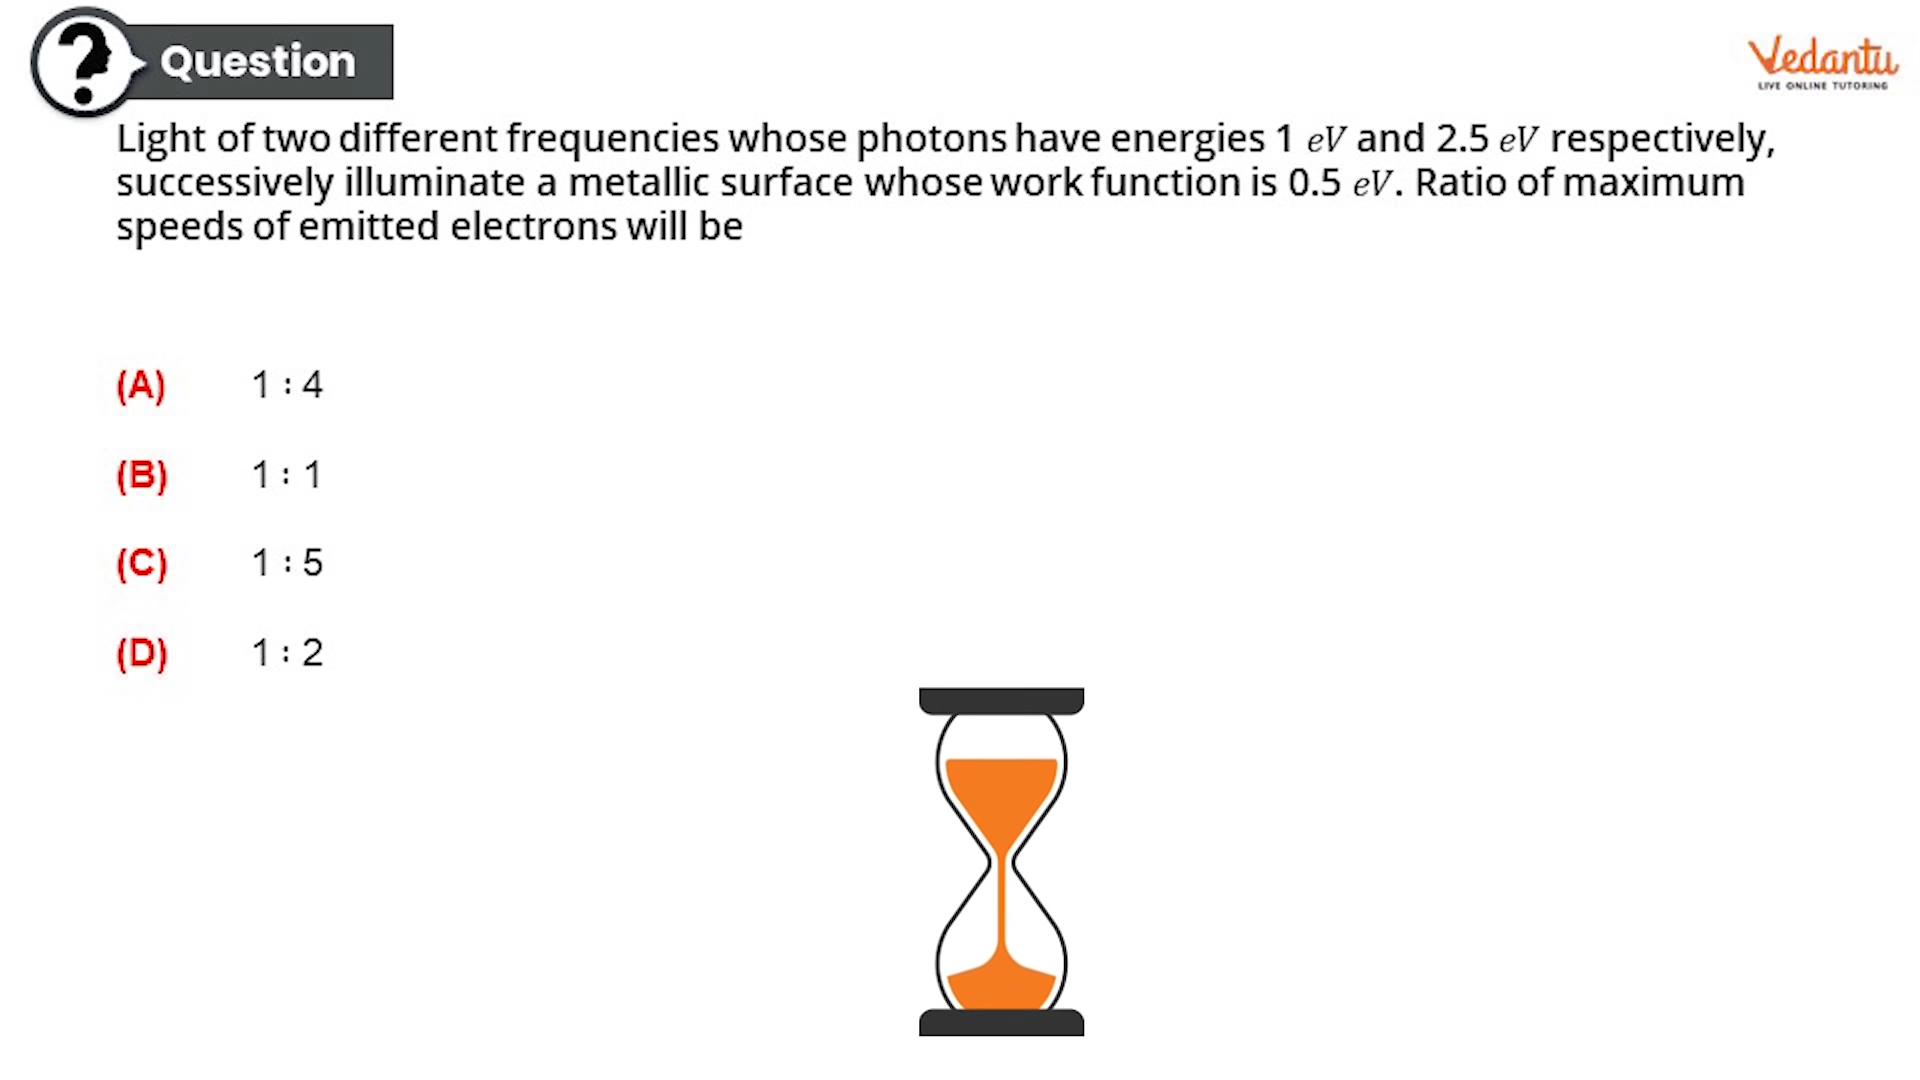 Question
Vedantu
LIVE ONLINE TUTORING
Light of two different frequencies whose photons have energies 1 eV and 2.5 eV respectively,
successively illuminate a metallic surface whose work function is 0.5 eV. Ratio of maximum
speeds of emitted electrons will be
(A) 1 : 4
(B) 1 : 1
(C) 1 : 5
(D) 1 : 2